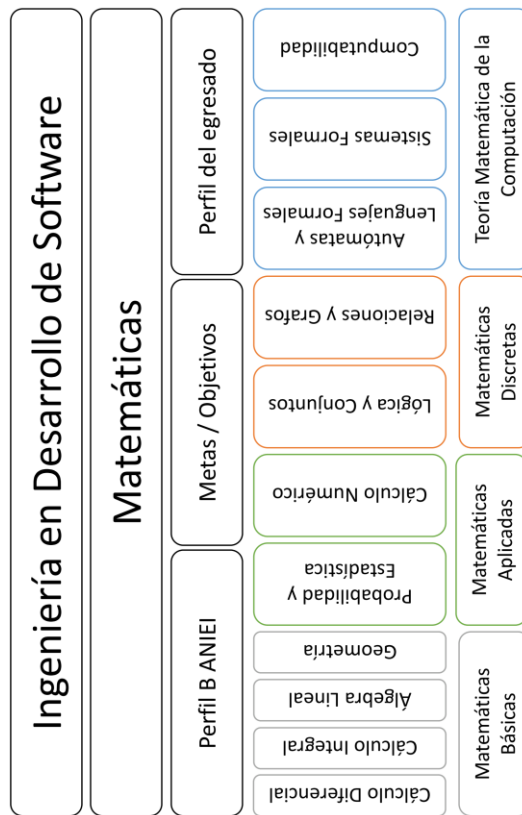 Ingeniería en Desarrollo de Software
Matemáticas
Perfil B ANIEI
Metas / Objetivos
Perfil del egresado
Cálculo Diferencial
Cálculo Integral
Álgebra Lineal
Geometría
Probabilidad y
Estadística
Cálculo Numérico
Lógica y Conjuntos
Relaciones y Grafos
Autómatas y
Lenguajes Formales
Sistemas Formales
Computabilidad
Matemáticas
Básicas
Matemáticas
Aplicadas
Matemáticas
Discretas
Teoría Matemática de la
Computación